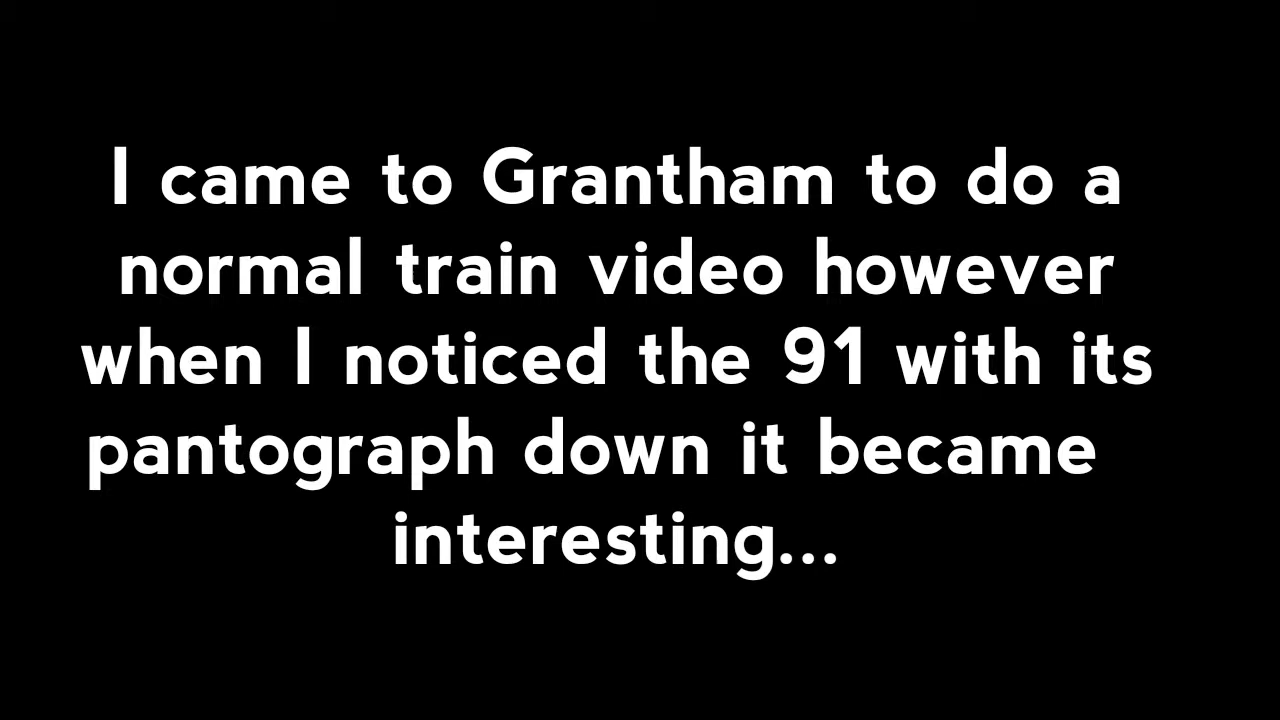 I came to Grantham to do a
normal train video however
when I noticed the 91 with its
pantograph down it became
interesting...